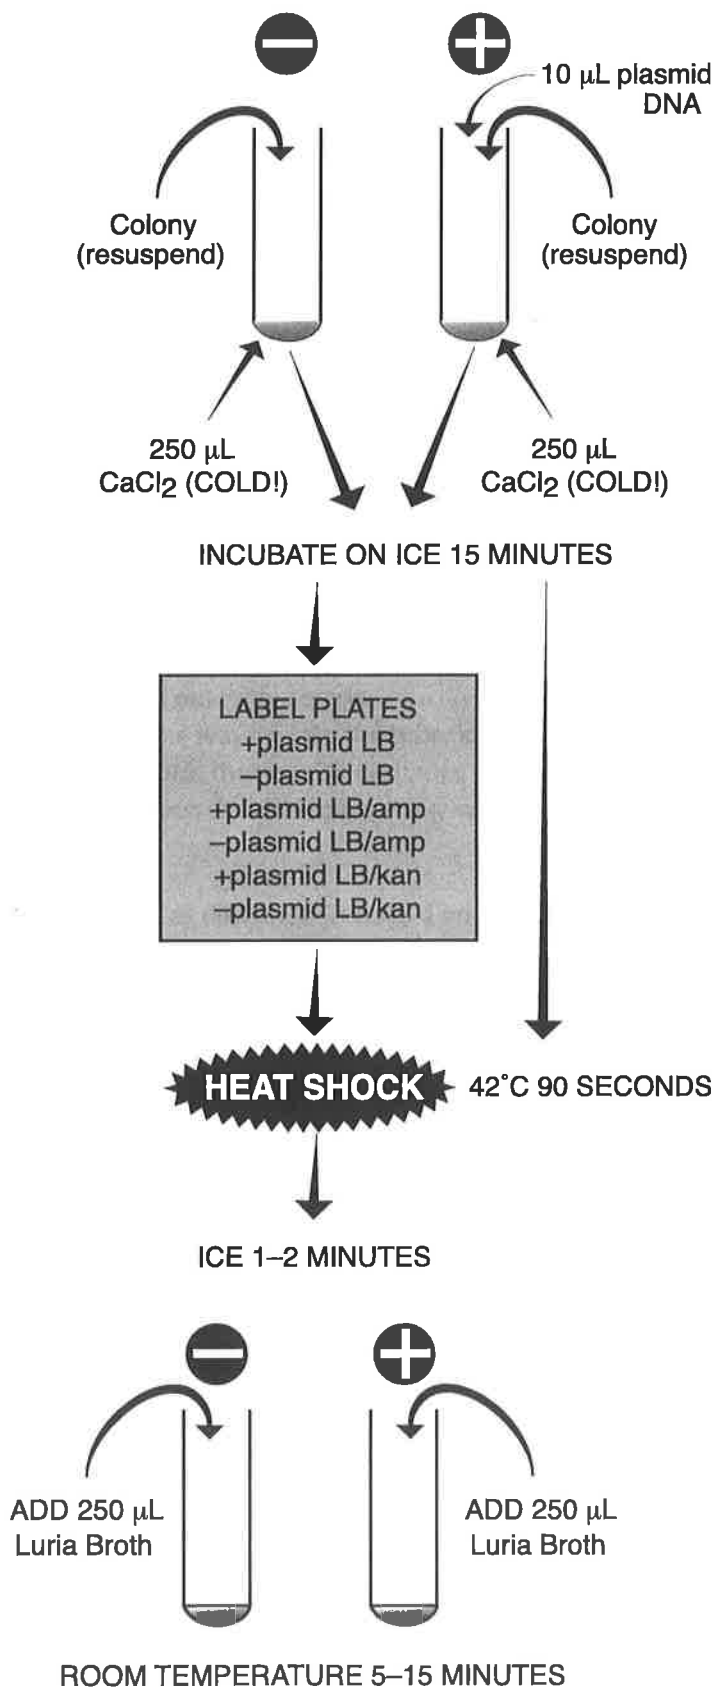 10 µL plasmid
DNA
Colony
(resuspend)
Colony
(resuspend)
250 µL
CaCl2 (COLD!)
250 µL
CaCl2 (COLD!)
INCUBATE ON ICE 15 MINUTES
LABEL PLATES
+plasmid LB
–plasmid LB
+plasmid LB/amp
–plasmid LB/amp
+plasmid LB/kan
–plasmid LB/kan
HEAT SHOCK
42˚C 90 SECONDS
ICE 1–2 MINUTES
ADD 250 µL
Luria Broth
ADD 250 µL
Luria Broth
ROOM TEMPERATURE 5–15 MINUTES